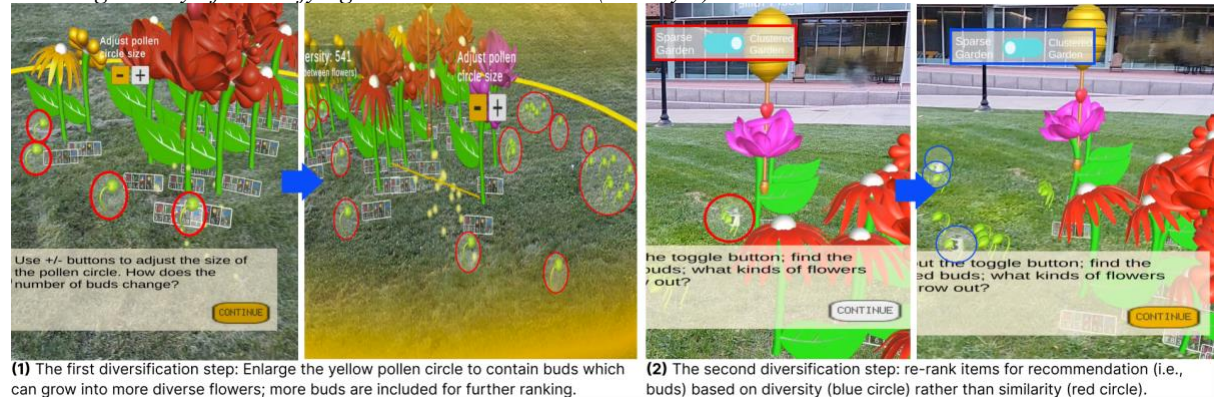 Adjust pollen
circle size
- +
Use +/- buttons to adjust the size of
the pollen circle. How does the
number of buds change?
CONTINUE
ersity: 541
between flowers)
Adjust pollen
circle size
- +
Sparse
Garden
Clustered
Garden
he toggle button; find the
buds; what kinds of flowers
w out?
CONTINUE
Sparse
Garden
Clustered
Garden
out the toggle button; find the
ed buds; what kinds of flowers
row out?
CONTINUE
(1) The first diversification step: Enlarge the yellow pollen circle to contain buds which
can grow into more diverse flowers; more buds are included for further ranking.
(2) The second diversification step: re-rank items for recommendation (i.e.,
buds) based on diversity (blue circle) rather than similarity (red circle).